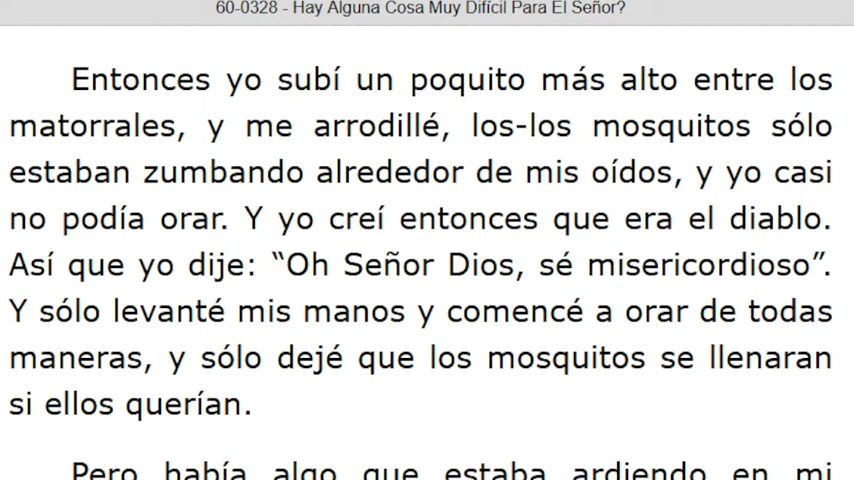 60-0328 - Hay Alguna Cosa Muy Difícil Para El Señor?
Entonces yo subí un poquito más alto entre los
matorrales, y me arrodillé, los-los mosquitos sólo
estaban zumbando alrededor de mis oídos, y yo casi
no podía orar. Y yo creí entonces que era el diablo.
Así que yo dije: “Oh Señor Dios, sé misericordioso”.
Y sólo levanté mis manos y comencé a orar de todas
maneras, y sólo dejé que los mosquitos se llenaran
si ellos querían.
Pero había algo que estaba ardiendo en mi